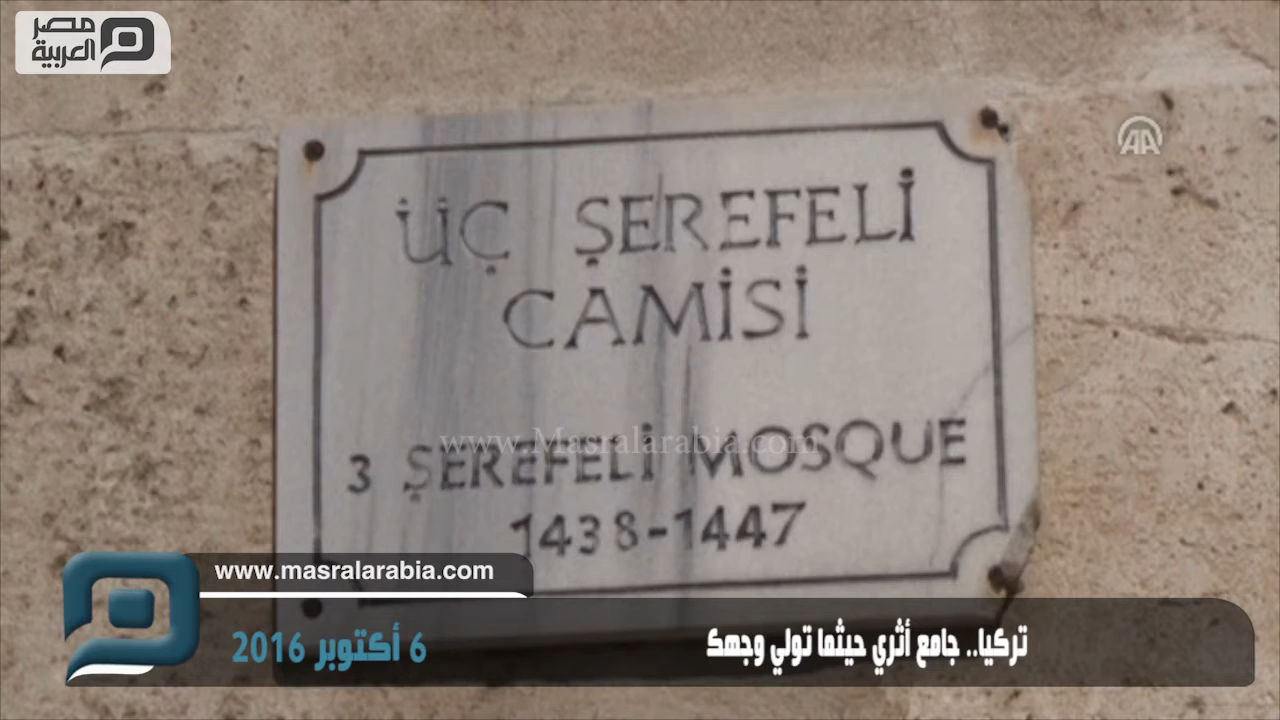 مصر
العربية
AA
ÜÇ ŞEREFELİ
CAMİSİ
3 ŞEREFELİ MOSQUE
1438-1447
www.Masralarabia.com
www.masralarabia.com
تركيا.. جامع أثري حيثما تولي وجهك
6 أكتوبر 2016